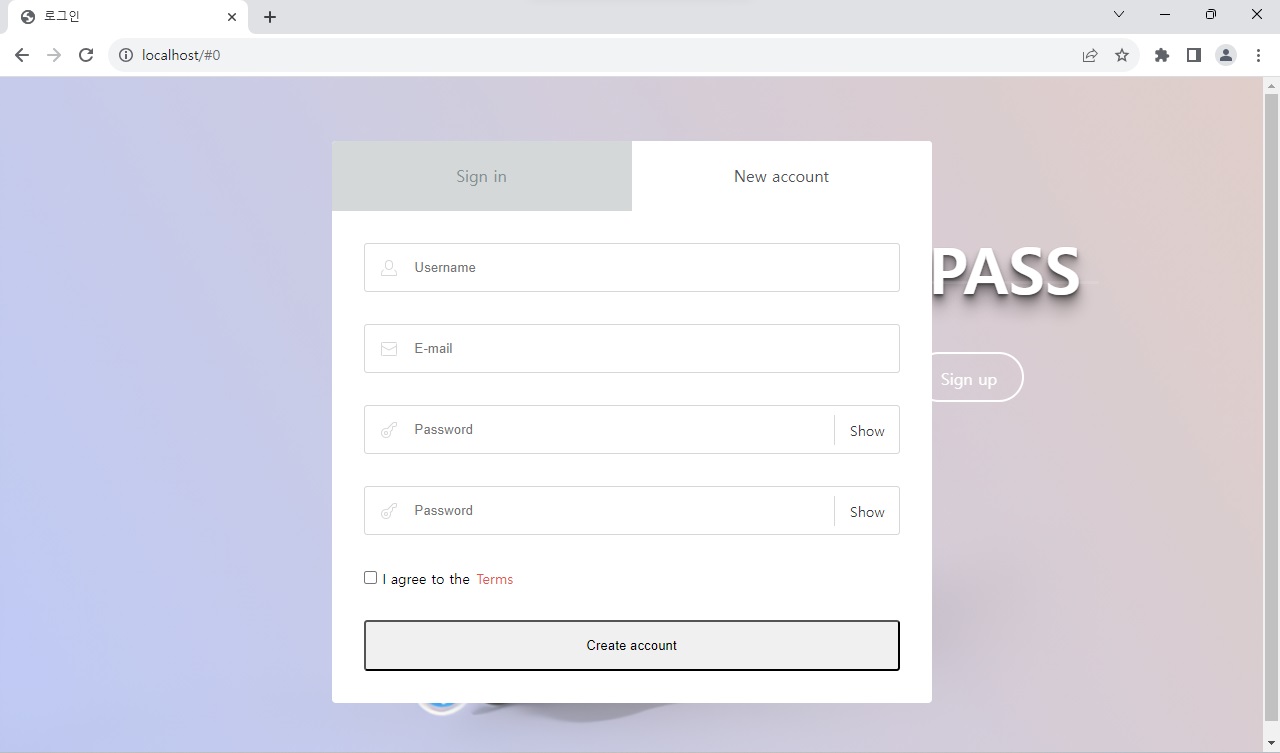 로그인
localhost/#0
Sign in
New account
PASS
Username
E-mail
Sign up
Password
Show
Password
Show
I agree to the Terms
Create account